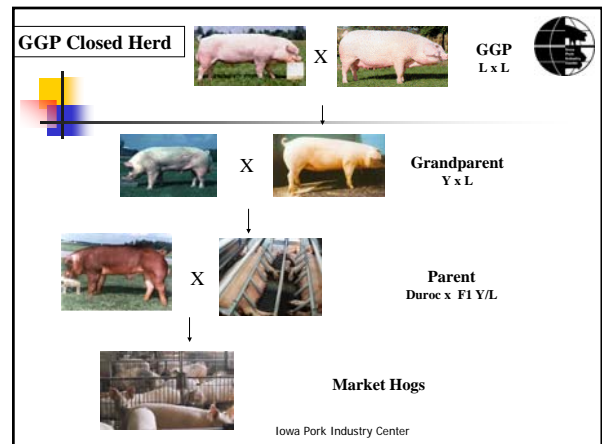 GGP Closed Herd
X
GGP
L x L
X
Grandparent
Y x L
X
Parent
Duroc x F1 Y/L
Market Hogs
Iowa Pork Industry Center